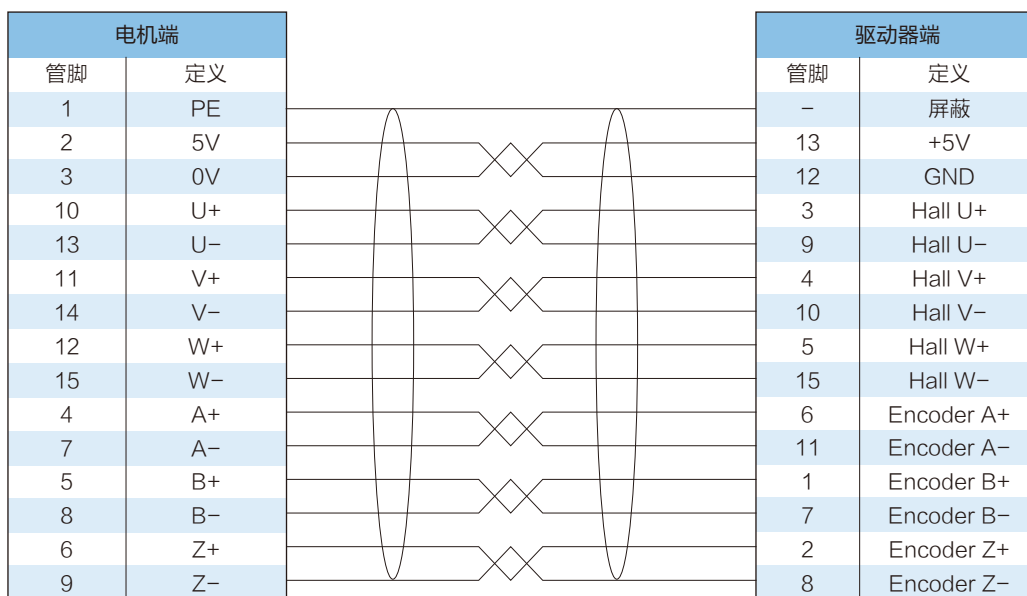 电机端 驱动器端
管脚 定义 管脚 定义
1 PE - 屏蔽
2 5V 13 +5V
3 0V 12 GND
10 U+ 3 Hall U+
13 U- 9 Hall U-
11 V+ 4 Hall V+
14 V- 10 Hall V-
12 W+ 5 Hall W+
15 W- 15 Hall W-
4 A+ 6 Encoder A+
7 A- 11 Encoder A-
5 B+ 1 Encoder B+
8 B- 7 Encoder B-
6 Z+ 2 Encoder Z+
9 Z- 8 Encoder Z-